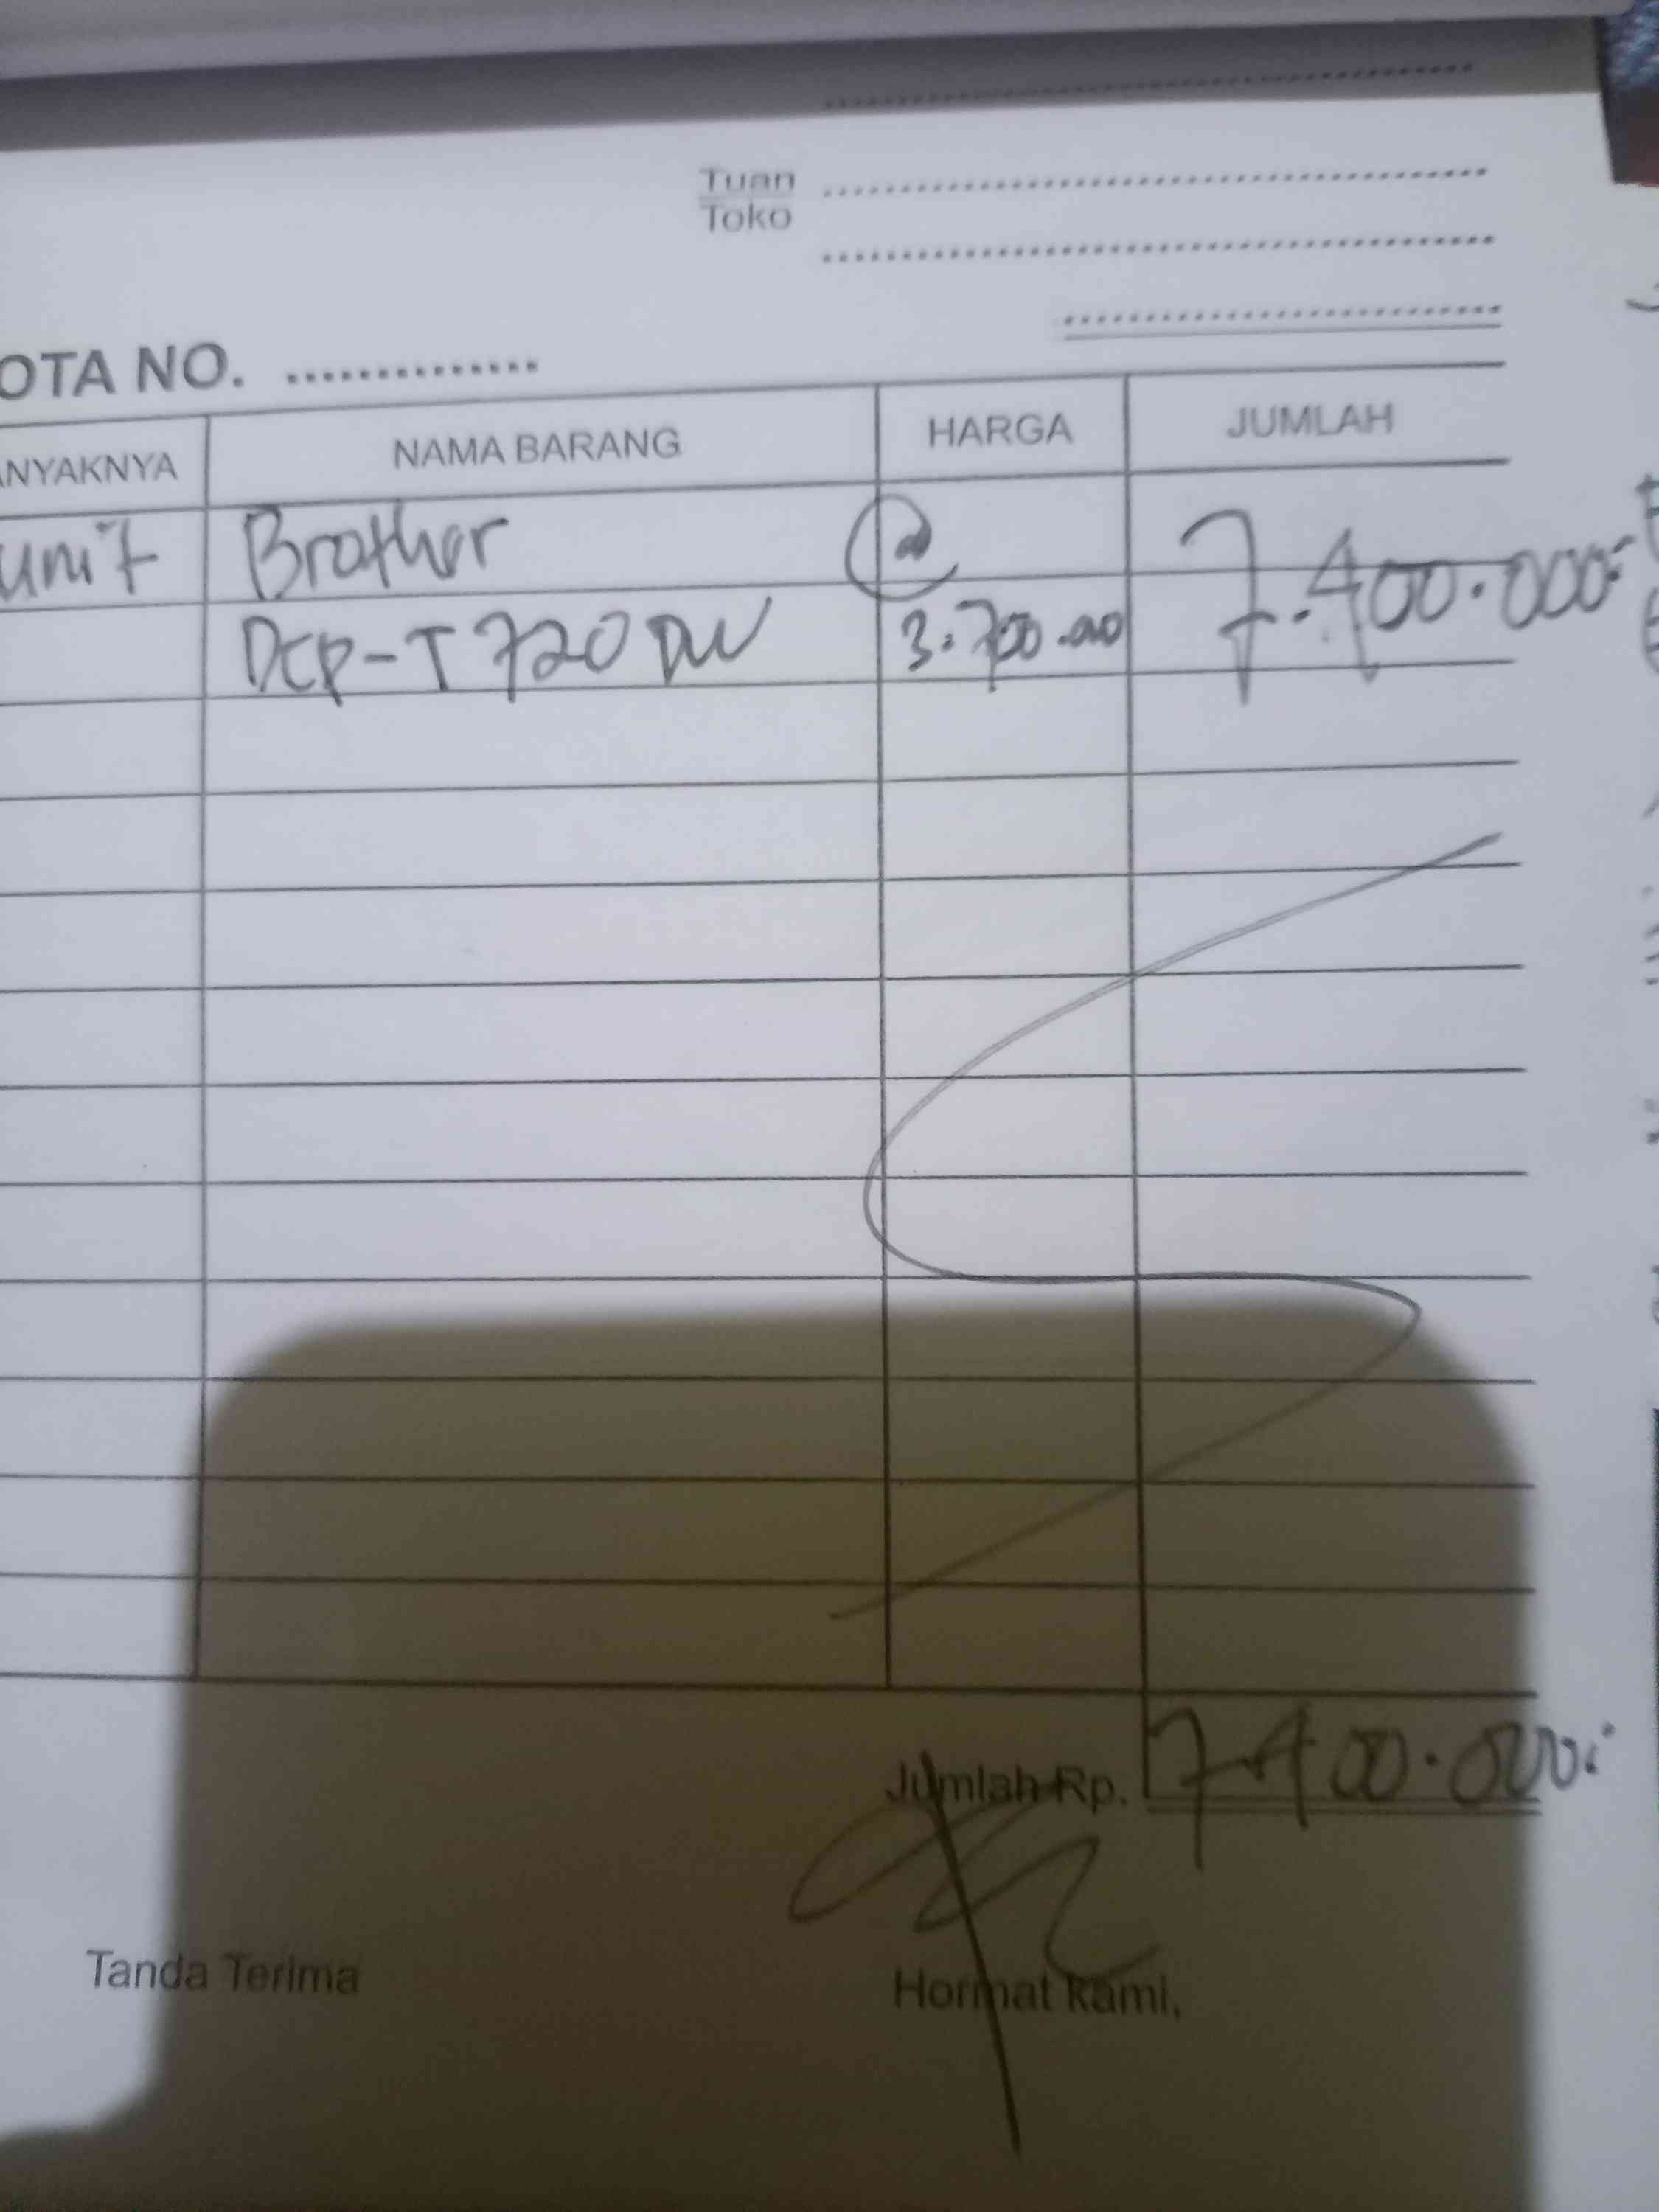 Tuan
Toko
OTA NO.
ANYAKNYA NAMA BARANG HARGA JUMLAH
unit Brother @ 7.400.000
DCP-T720DW 3.700.000
Jumlah Rp. 7.400.000
Tanda Terima Hormat kami,